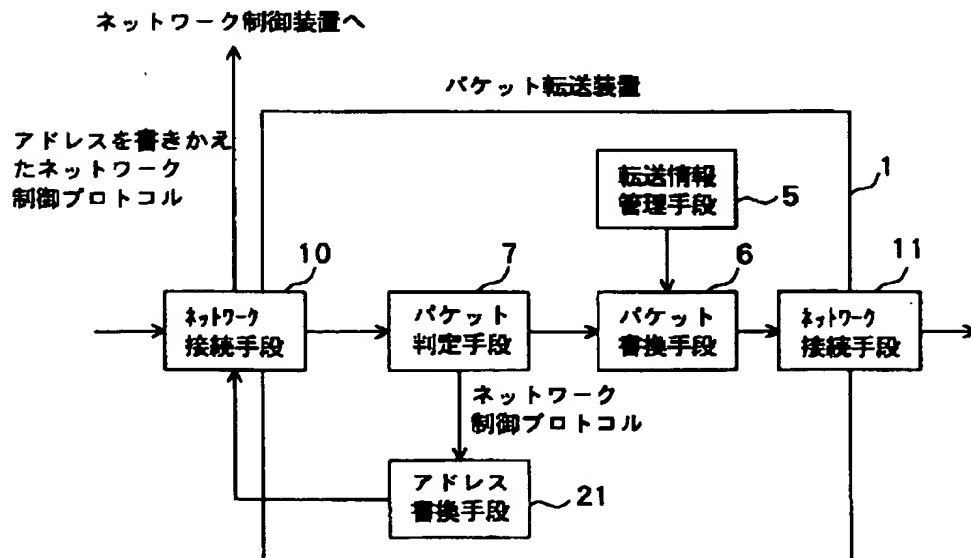 ネットワーク制御装置へ
パケット転送装置
アドレスを書きかえ
たネットワーク
制御プロトコル
転送情報
管理手段
5
1
10
7
6
11
ネットワーク
接続手段
パケット
判定手段
パケット
書換手段
ネットワーク
接続手段
ネットワーク
制御プロトコル
アドレス
書換手段
21